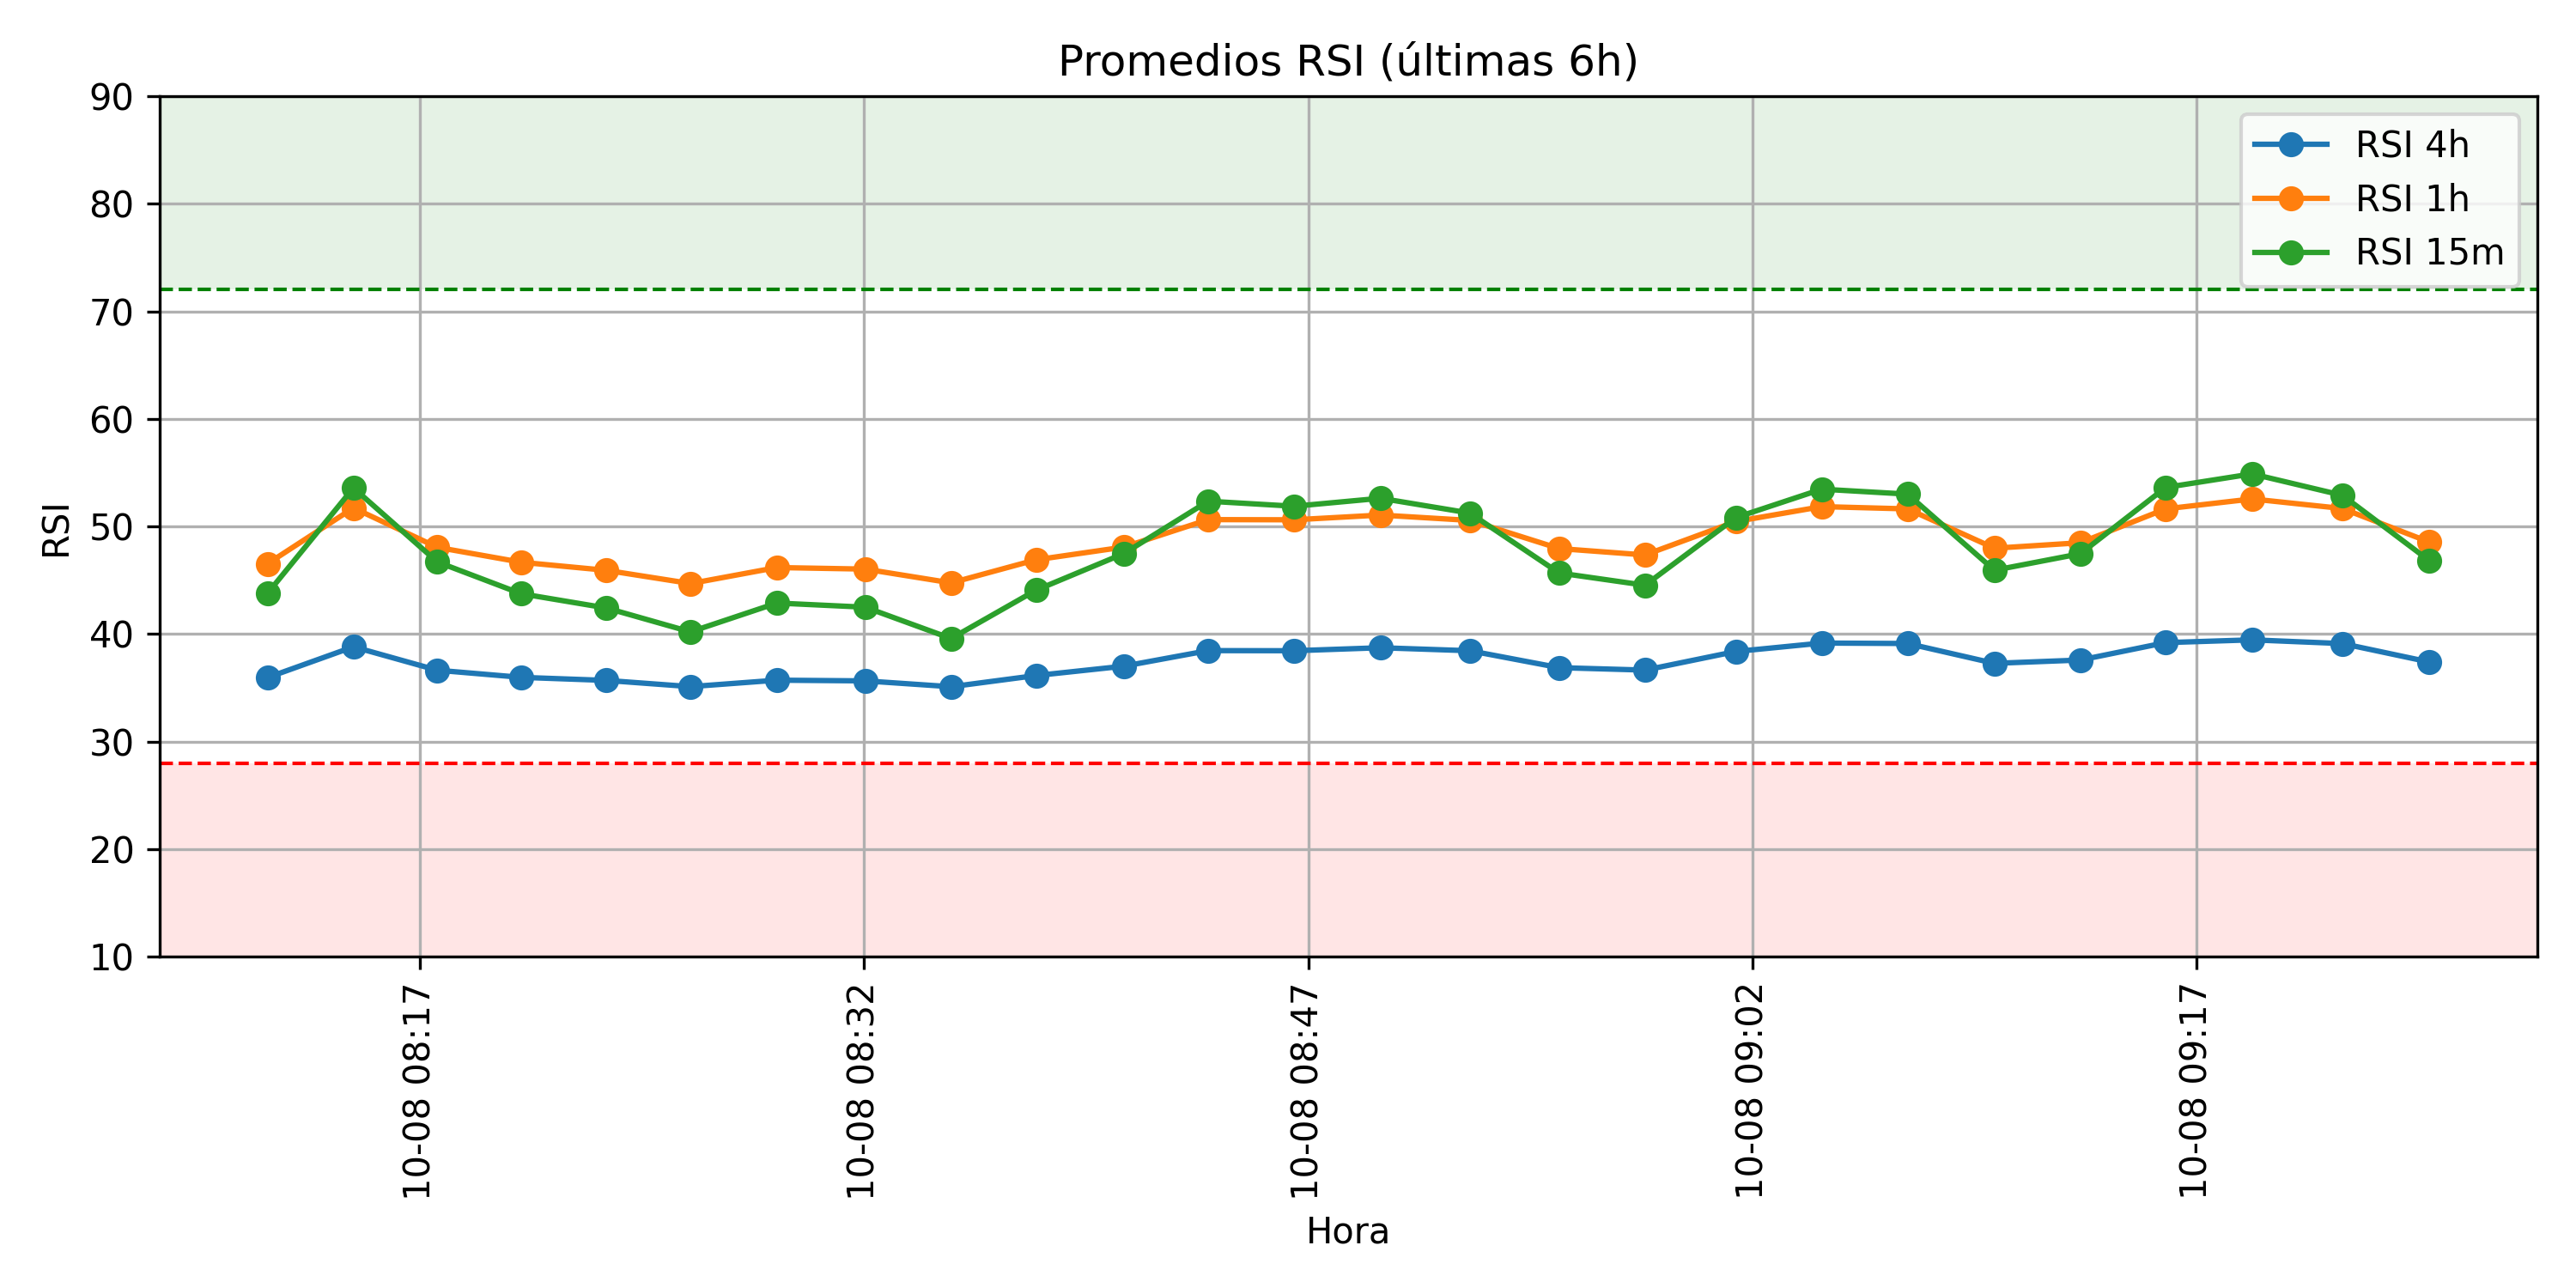 Promedios RSI (últimas 6h)
90
80
70
60
50
40
30
20
10
RSI
RSI 4h
RSI 1h
RSI 15m
10-08 08:17
10-08 08:32
10-08 08:47
10-08 09:02
10-08 09:17
Hora